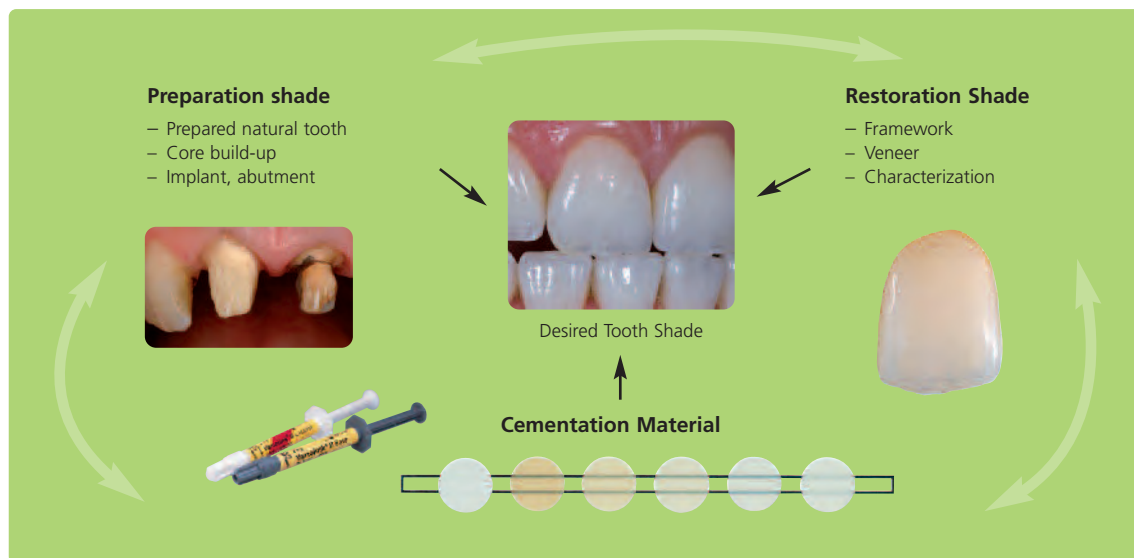 Preparation shade
– Prepared natural tooth
– Core build-up
– Implant, abutment
Restoration Shade
– Framework
– Veneer
– Characterization
Desired Tooth Shade
Cementation Material